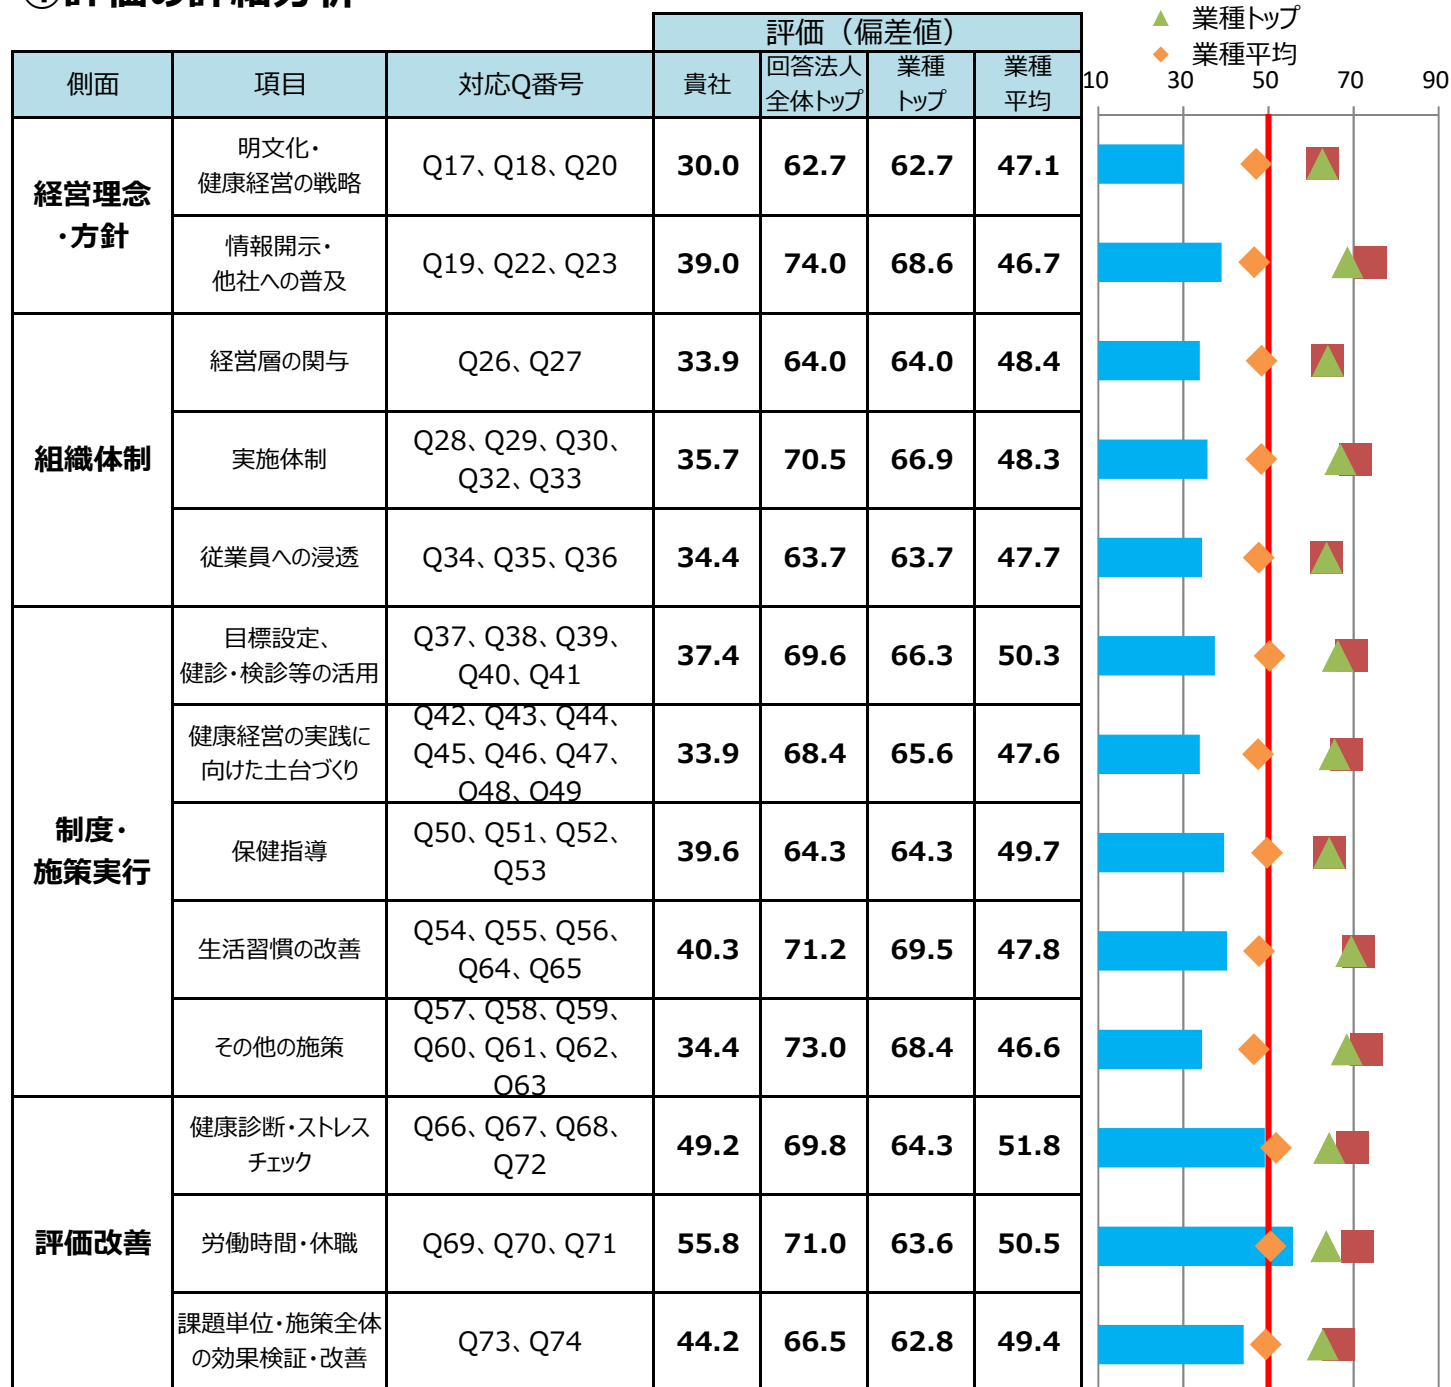 ①評価の詳細分析
▲ 業種トップ
◆ 業種平均
評価（偏差値）
側面 項目 対応Q番号 貴社 回答法人 業種 業種
全体トップ トップ 平均
10 30 50 70 90
経営理念
・方針
明文化・
健康経営の戦略
Q17、Q18、Q20 30.0 62.7 62.7 47.1
情報開示・
他社への普及
Q19、Q22、Q23 39.0 74.0 68.6 46.7
組織体制
経営層の関与 Q26、Q27 33.9 64.0 64.0 48.4
実施体制
Q28、Q29、Q30、
Q32、Q33
35.7 70.5 66.9 48.3
従業員への浸透 Q34、Q35、Q36 34.4 63.7 63.7 47.7
制度・
施策実行
目標設定、
健診・検診等の活用
Q37、Q38、Q39、
Q40、Q41
37.4 69.6 66.3 50.3
健康経営の実践に
向けた土台づくり
Q42、Q43、Q44、
Q45、Q46、Q47、
Q48、Q49
33.9 68.4 65.6 47.6
保健指導
Q50、Q51、Q52、
Q53
39.6 64.3 64.3 49.7
生活習慣の改善
Q54、Q55、Q56、
Q64、Q65
40.3 71.2 69.5 47.8
その他の施策
Q57、Q58、Q59、
Q60、Q61、Q62、
Q63
34.4 73.0 68.4 46.6
評価改善
健康診断・ストレス
チェック
Q66、Q67、Q68、
Q72
49.2 69.8 64.3 51.8
労働時間・休職 Q69、Q70、Q71 55.8 71.0 63.6 50.5
課題単位・施策全体
の効果検証・改善
Q73、Q74 44.2 66.5 62.8 49.4